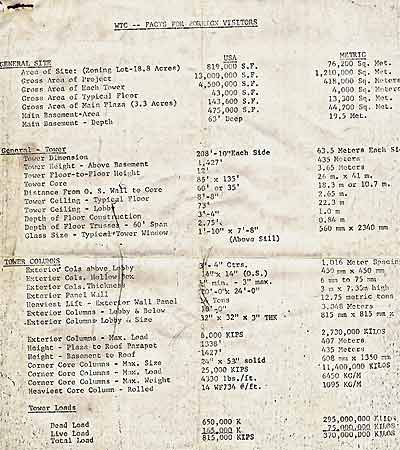 WTC -- FACTS FOR FOREIGN VISITORS
USA METRIC
GENERAL SITE
Area of Site: (Zoning Lot-18.8 Acres) 819,000 S.F. 76,200 Sq. Met.
Gross Area of Project 13,000,000 S.F. 1,210,000 Sq. Met.
Gross Area of Each Tower 4,500,000 S.F. 418,000 Sq. Meters
Gross Area of Typical Floor 43,000 S.F. 4,000 Sq. Meters
Gross Area of Main Plaza (3.3 Acres) 143,600 S.F. 13,300 Sq. Met.
Main Basement-Area 475,000 S.F. 44,200 Sq. Met.
Main Basement - Depth 65' Deep 19.5 Met.
General - Tower
Tower Dimension 208'-10"Each Side 63.5 Meters Each Si
Tower Height - Above Basement 1,427' 435 Meters
Tower Floor-to-Floor Height 12' 3.65 Meters
Tower Core 85' x 135' 26 m. x 41 m.
Distance From O. S. Wall to Core 60' or 35' 18.3 m or 10.7 m.
Tower Ceiling - Typical Floor 8'-8" 2.65 m.
Tower Ceiling - Lobby 73' 22.3 m
Depth of Floor Construction 3'-4" 1.0 m
Depth of Floor Trusses - 60' Span 2.75' 0.84 m
Glass Size - Typical Tower Window 1'-10" x 7'-8" 560 mm x 2340 mm
(Above Sill)
TOWER COLUMNS
Exterior Cols above Lobby 3'-4" Ctrs. 1,016 Meter Spacing
Exterior Cols. Hollow Box 14"x 14" (O.S.) 450 mm x 450 mm
Exterior Cols.Thickness min. - 3" max. 6 mm to 75 mm
Exterior Panel Wall 10'-0"x 24'-0" 3 m x 7.35m high
Heaviest Lift - Exterior Wall Panel Tons 12.75 metric tons
Exterior Columns - Lobby & Below 10'-0" 3.048 Meters
Exterior Columns Lobby & Size 32" x 32" x 3" THK 815 mm x 815 mm x
Exterior Columns - Max. Load 6,000 KIPS 2,730,000 KILOS
Height - Plaza to Roof Parapet 1338' 407 Meters
Height - Basement to Roof 1427' 435 Meters
Corner Core Columns - Max. Size 24" x 53" solid 608 mm x 1350 mm
Corner Core Columns - Max. Load 25,000 KIPS 11,400,000 KILOS
Corner Core Columns - Max. Weight 4330 lbs./ft. 6450 KG/M
Heaviest Core Column - Rolled 14 WF734 #/ft. 1095 KG/M
Tower Loads
Dead Load 650,000 K 295,000,000 KILOS
Live Load 165,000 K 75,000,000 KILOS
Total Load 815,000 KIPS 370,000,000 KILOS